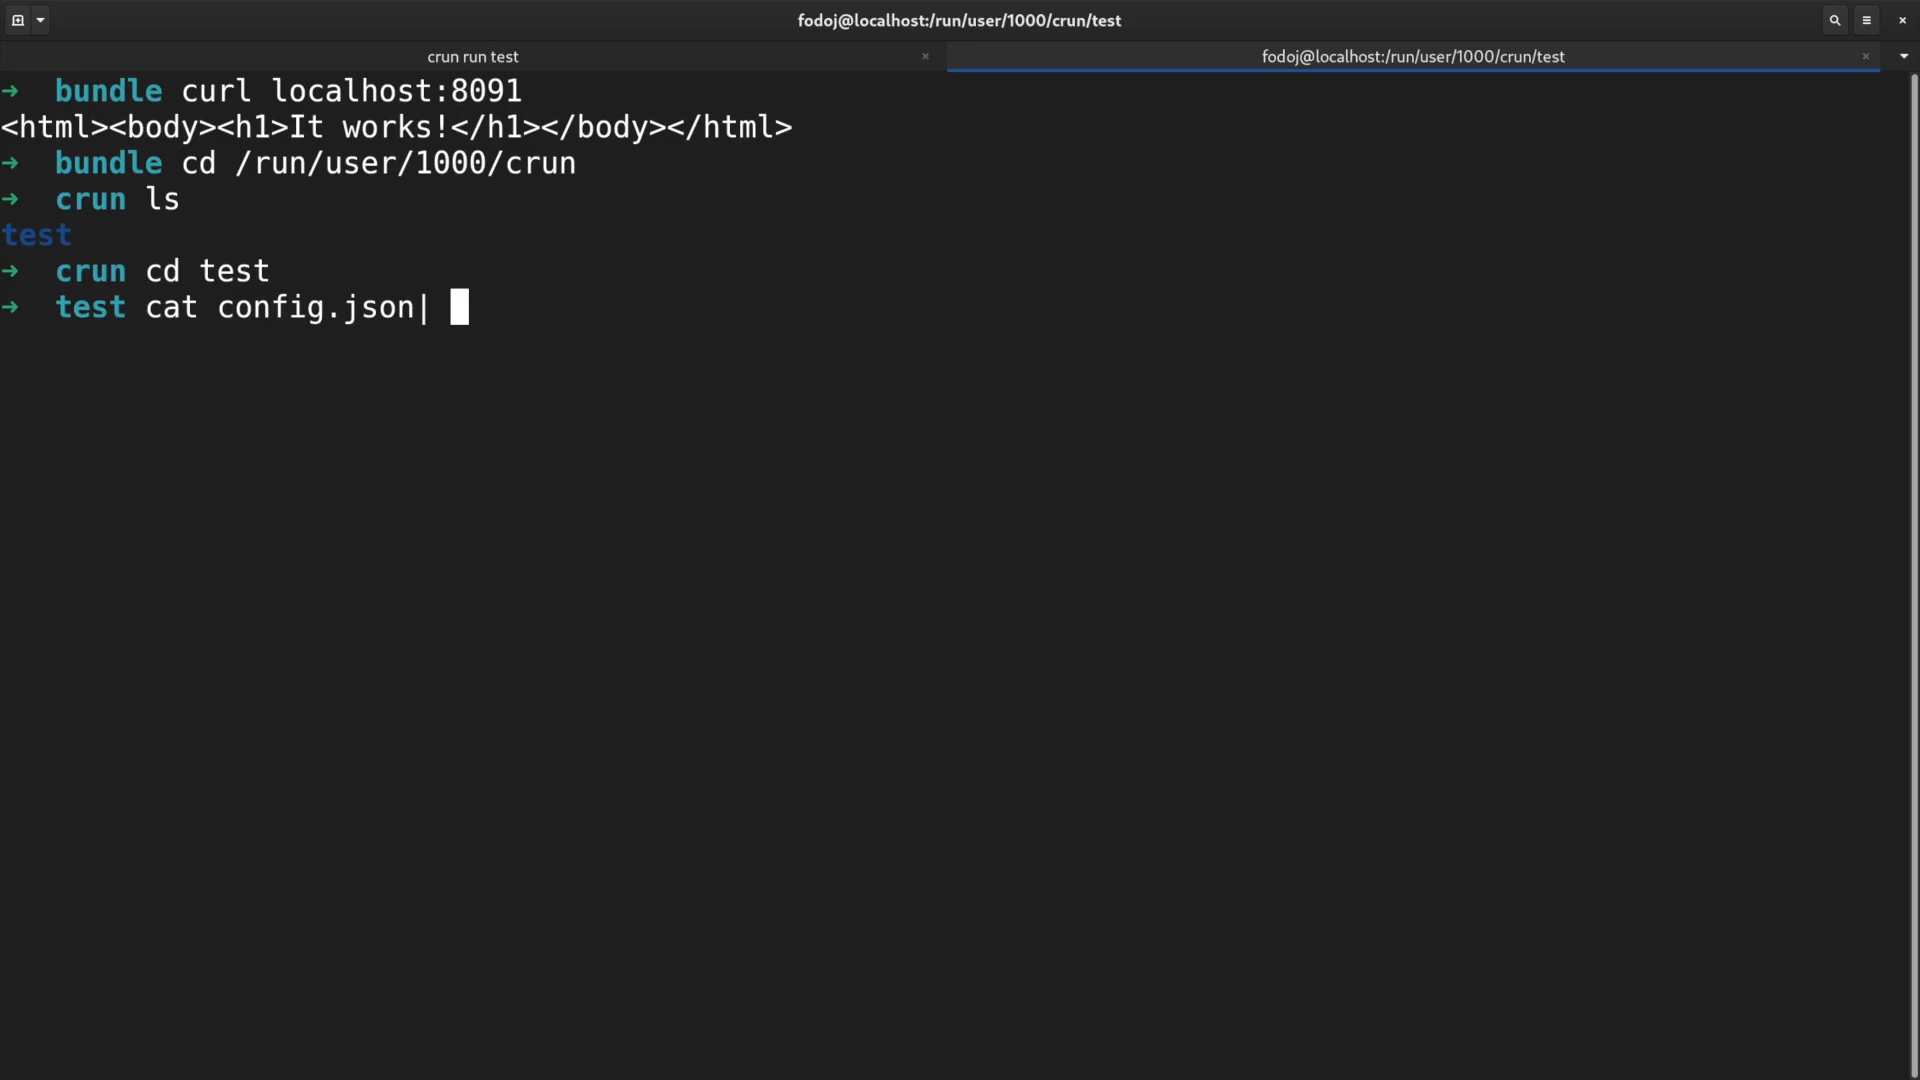 fodoj@localhost:/run/user/1000/crun/test
crun run test
fodoj@localhost:/run/user/1000/crun/test
→ bundle curl localhost:8091
<html><body><h1>It works!</h1></body></html>
→ bundle cd /run/user/1000/crun
→ crun ls
test
→ crun cd test
→ test cat config.json|